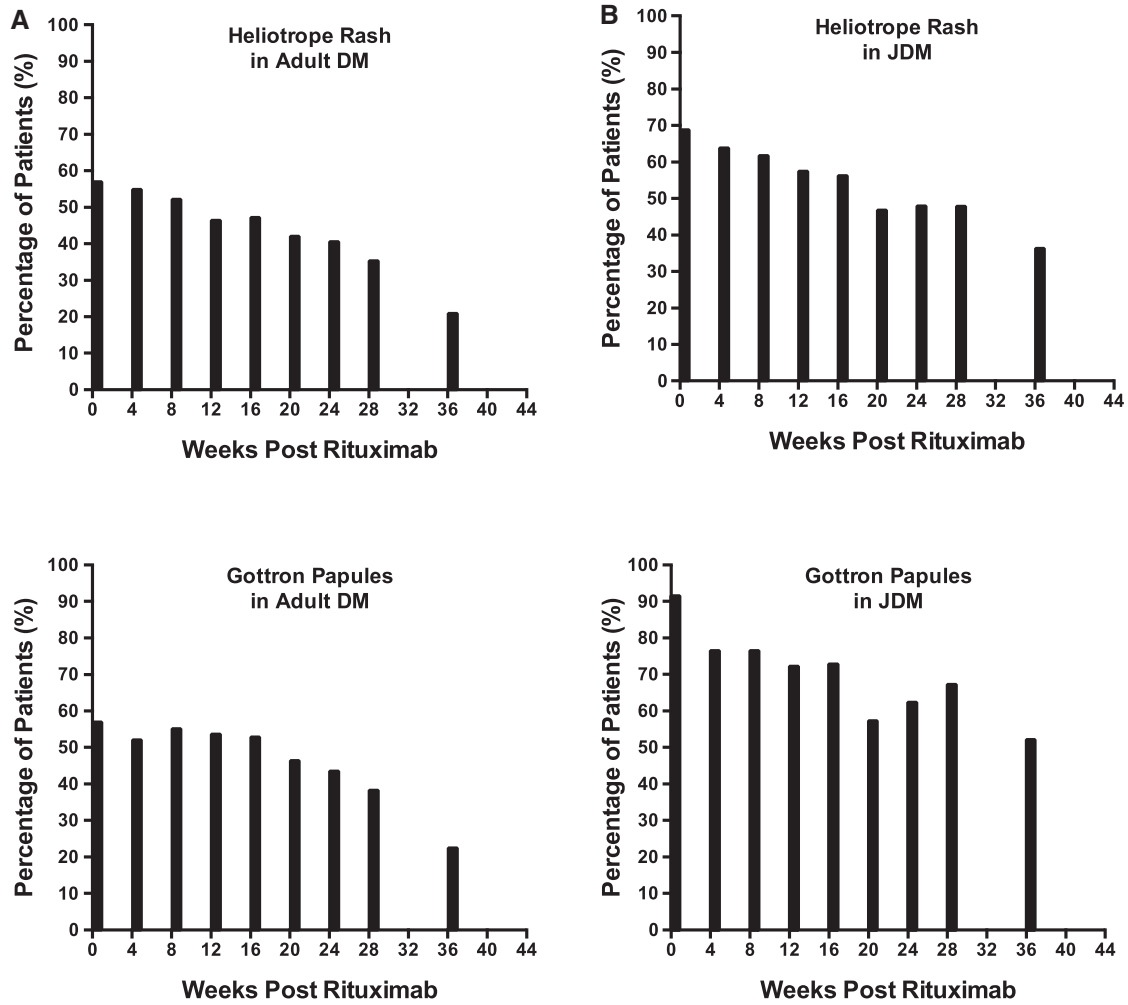 A
Heliotrope Rash
in Adult DM
Percentage of Patients (%)
100
90
80
70
60
50
40
30
20
10
0
0 4 8 12 16 20 24 28 32 36 40 44
Weeks Post Rituximab
B
Heliotrope Rash
in JDM
Percentage of Patients (%)
100
90
80
70
60
50
40
30
20
10
0
0 4 8 12 16 20 24 28 32 36 40 44
Weeks Post Rituximab
Gottron Papules
in Adult DM
Percentage of Patients (%)
100
90
80
70
60
50
40
30
20
10
0
0 4 8 12 16 20 24 28 32 36 40 44
Weeks Post Rituximab
Gottron Papules
in JDM
Percentage of Patients (%)
100
90
80
70
60
50
40
30
20
10
0
0 4 8 12 16 20 24 28 32 36 40 44
Weeks Post Rituximab